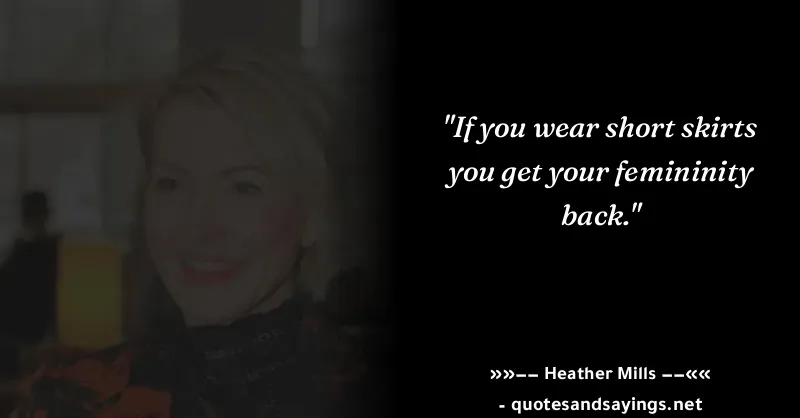 "If you wear short skirts
you get your femininity
back."
»»−− Heather Mills −−««
- quotesandsayings.net